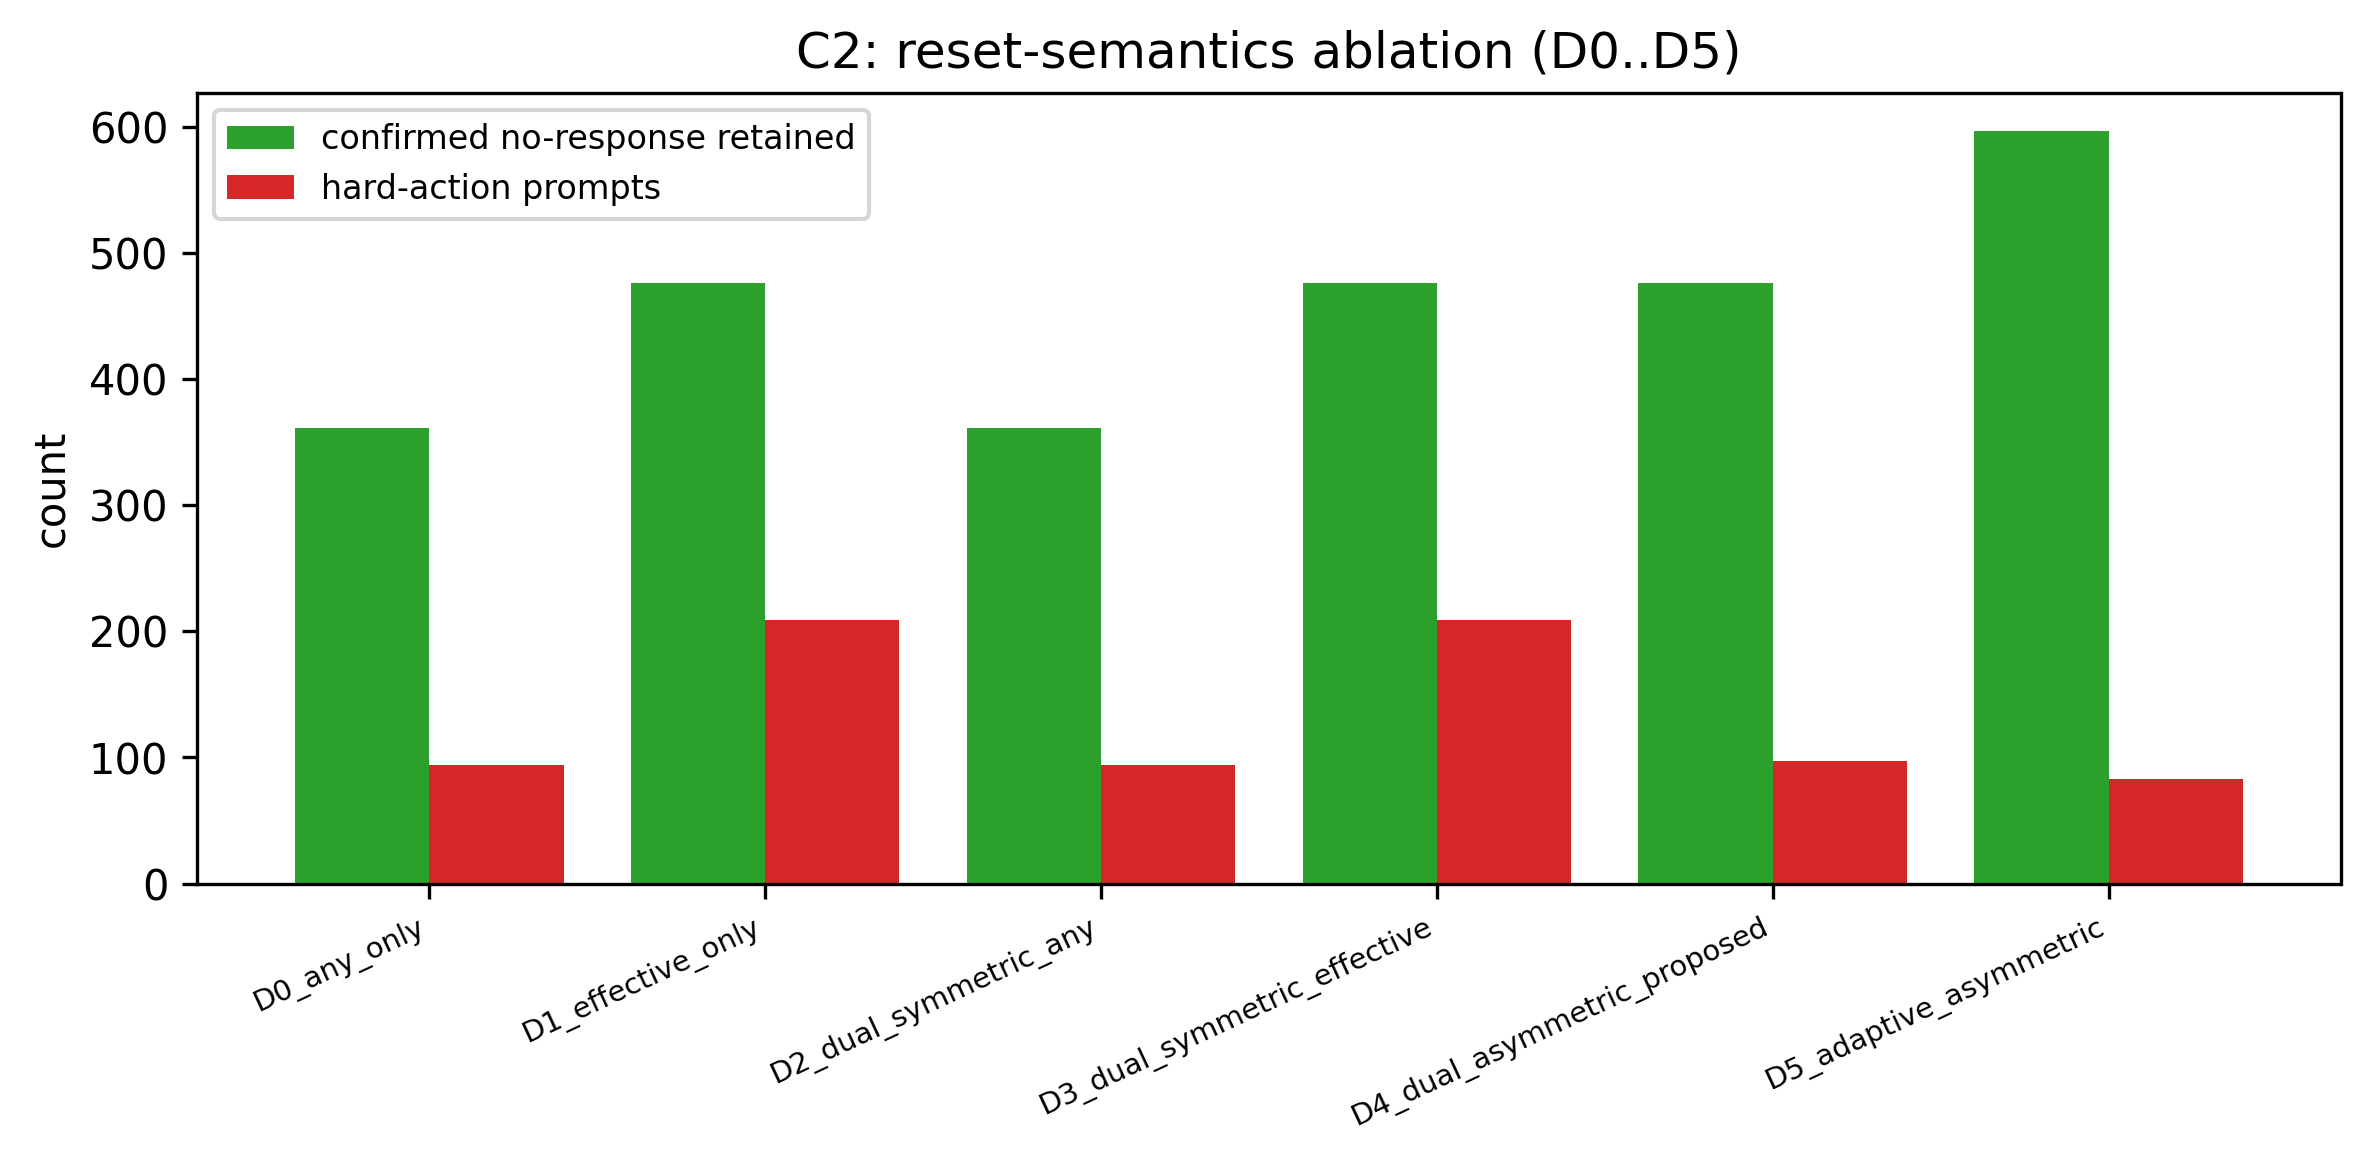 C2: reset-semantics ablation (D0..D5)
confirmed no-response retained
hard-action prompts
count
600
500
400
300
200
100
0
D0_any_only
D1_effective_only
D2_dual_symmetric_any
D3_dual_symmetric_effective
D4_dual_asymmetric_proposed
D5_adaptive_asymmetric